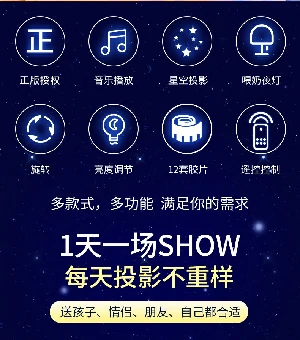 正
正版授权 音乐播放 星空投影 喂奶夜灯
旋转 亮度调节 12套胶片 遥控控制
多款式，多功能 满足你的需求
1天一场SHOW
每天投影不重样
送孩子、情侣、朋友、自己都合适